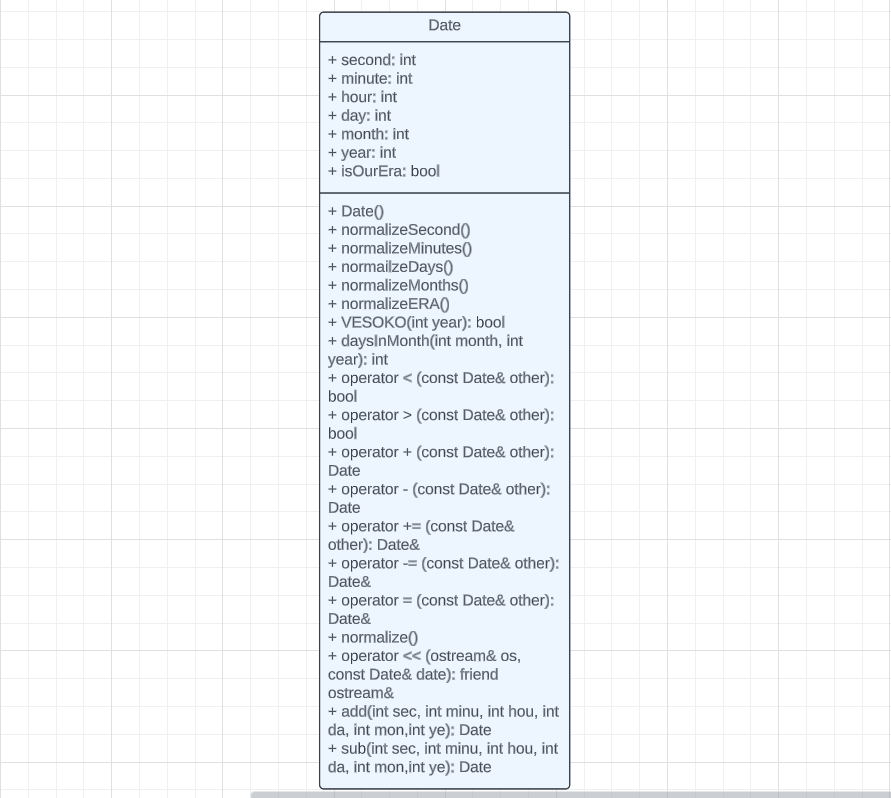 Date
+ second: int
+ minute: int
+ hour: int
+ day: int
+ month: int
+ year: int
+ isOurEra: bool
+ Date()
+ normalizeSecond()
+ normalizeMinutes()
+ normailzeDays()
+ normalizeMonths()
+ normalizeERA()
+ VESOKO(int year): bool
+ daysInMonth(int month, int
year): int
+ operator < (const Date& other):
bool
+ operator > (const Date& other):
bool
+ operator + (const Date& other):
Date
+ operator - (const Date& other):
Date
+ operator += (const Date&
other): Date&
+ operator -= (const Date& other):
Date&
+ operator = (const Date& other):
Date&
+ normalize()
+ operator << (ostream& os,
const Date& date): friend
ostream&
+ add(int sec, int minu, int hou, int
da, int mon,int ye): Date
+ sub(int sec, int minu, int hou, int
da, int mon,int ye): Date